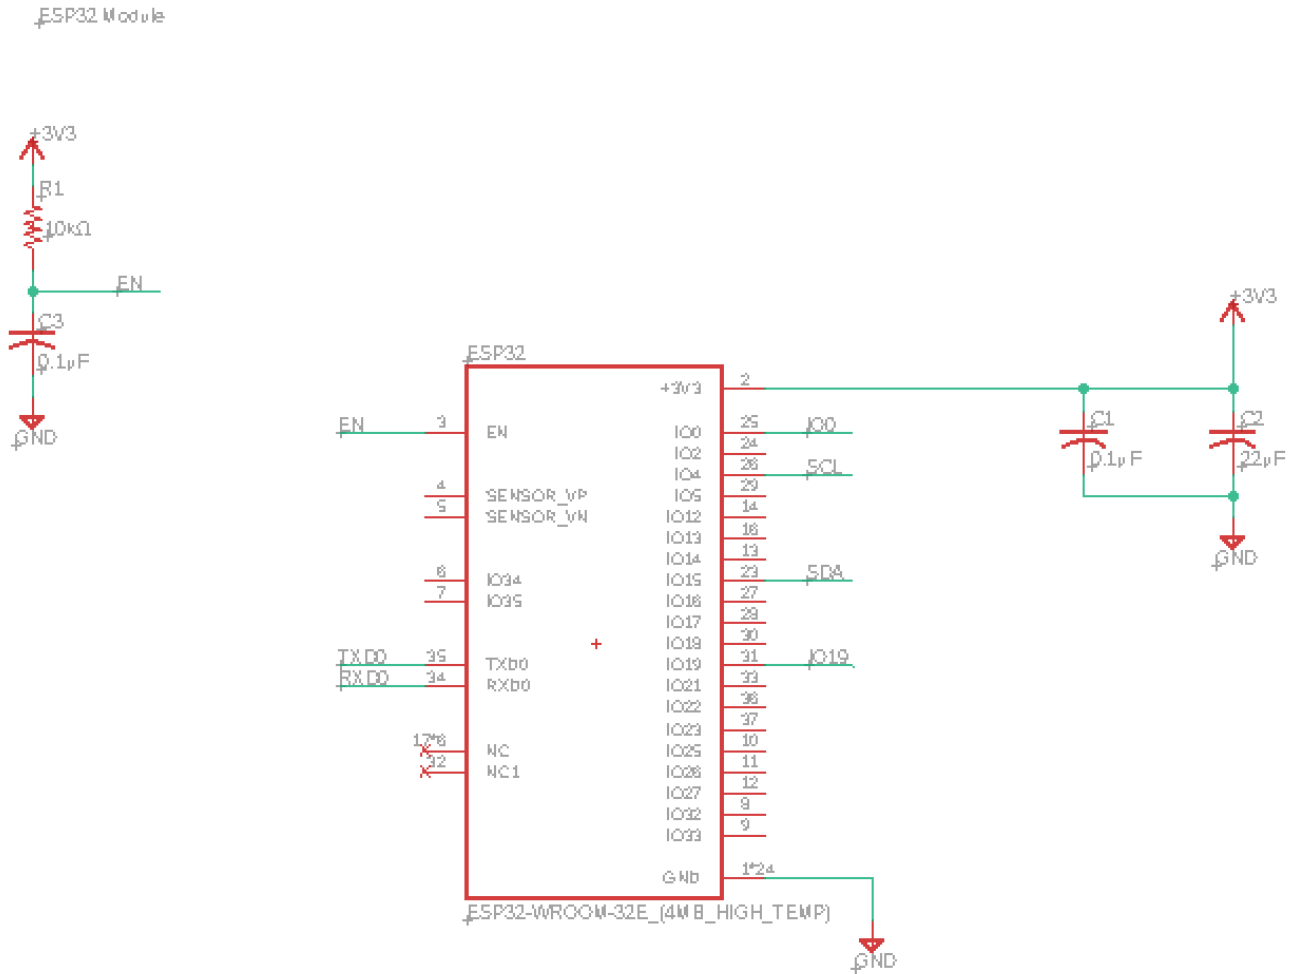 ESP32 Module
+3V3
R1
10kΩ
EN
C3
0.1µF
GND
ESP32
+3V3 2
EN 3 EN
IO0 25 IO0
IO2 24
IO4 26 SCL
4 SENSOR_VP
IO5 29
5 SENSOR_VN
IO12 14
IO13 16
IO14 13
6 IO34
IO15 23 SDA
7 IO35
IO16 27
IO17 28
IO18 30
TXD0 35 TXD0
IO19 31 IO19
RXD0 34 RXD0
IO21 33
IO22 36
IO23 37
17*6 NC
IO25 10
32 NC1
IO26 11
IO27 12
IO32 8
IO33 9
GND 1*24
ESP32-WROOM-32E_(4MB_HIGH_TEMP)
GND
+3V3
C1
0.1µF
C2
22µF
GND